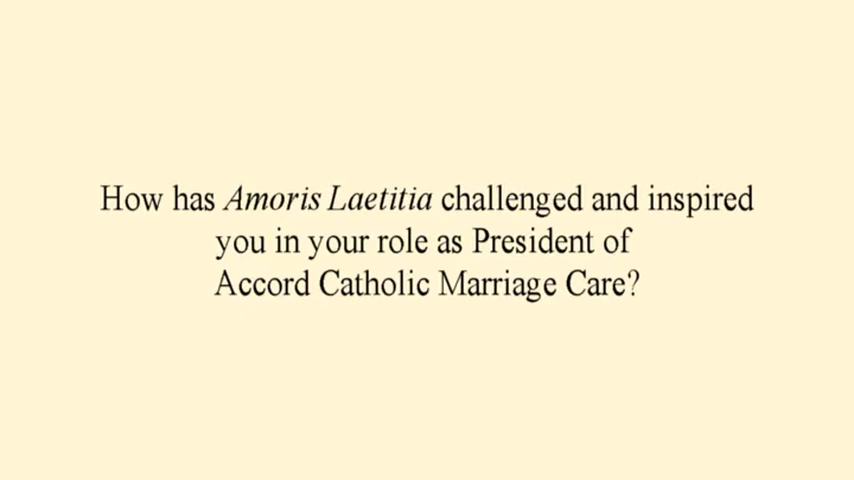 How has Amoris Laetitia challenged and inspired
you in your role as President of
Accord Catholic Marriage Care?